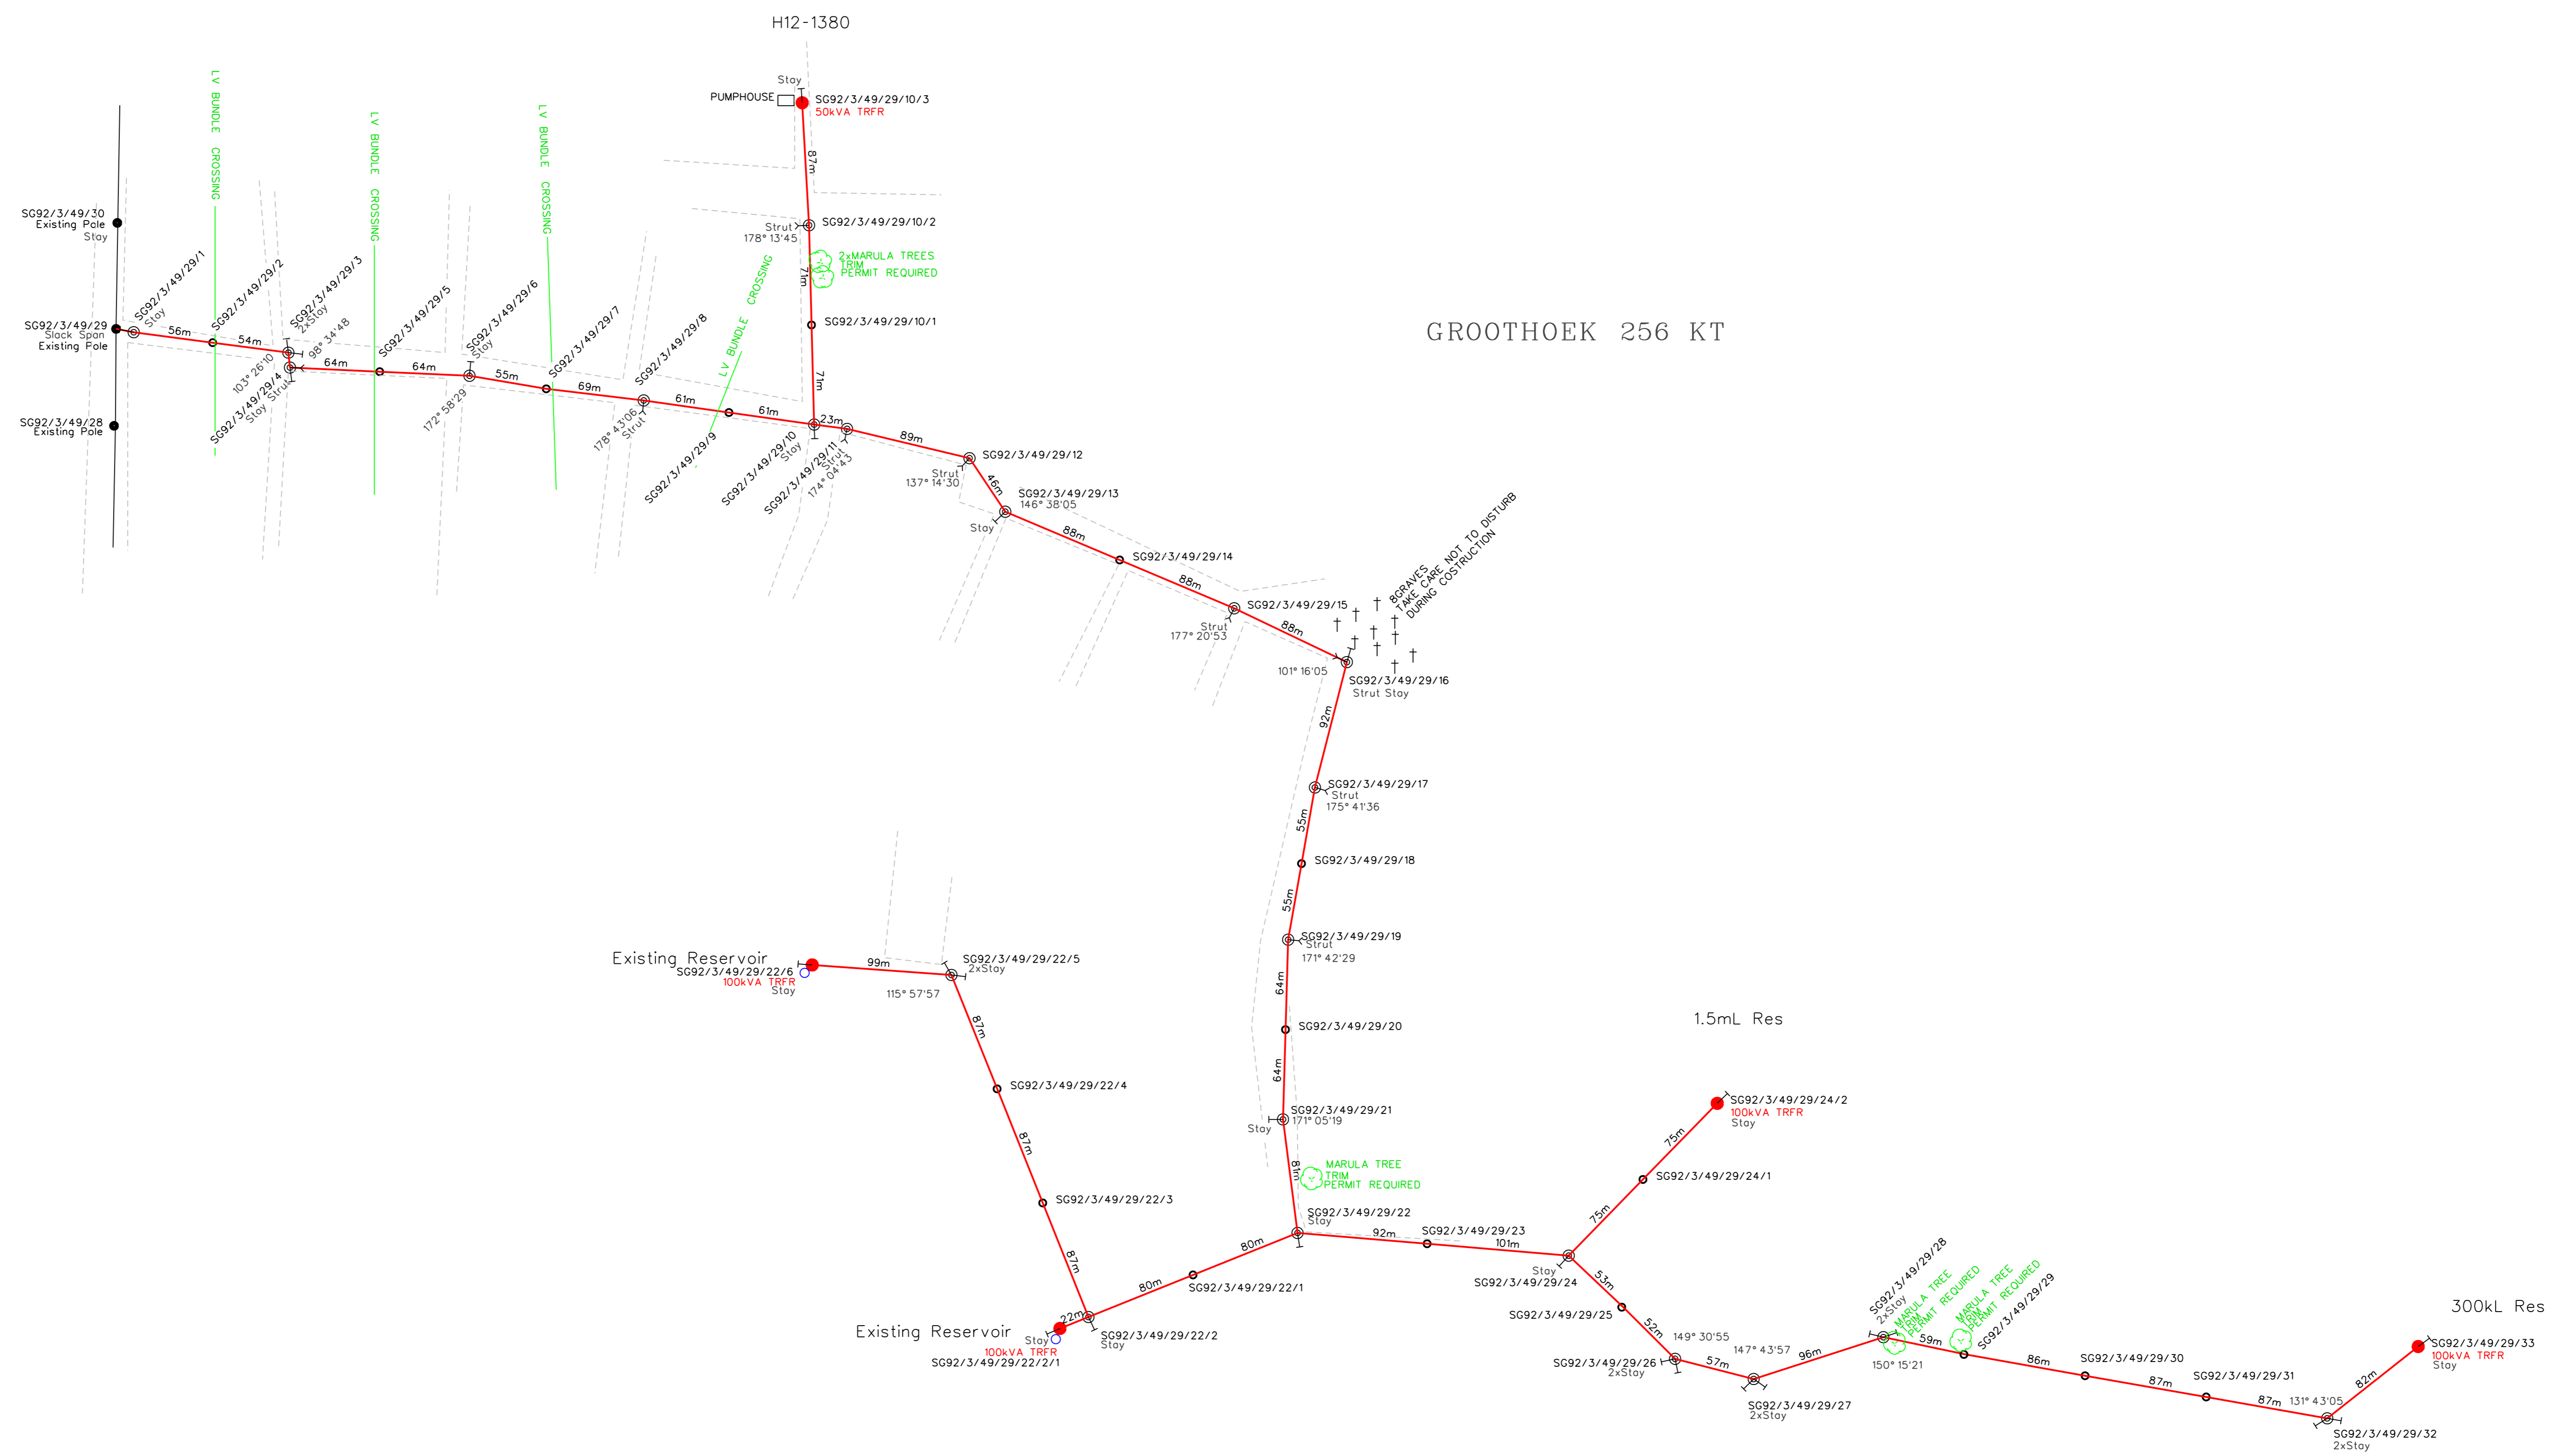 H12-1380
Stay
PUMPHOUSE
SG92/3/49/29/10/3
50kVA TRFR
87m
LV BUNDLE CROSSING
LV BUNDLE CROSSING
LV BUNDLE CROSSING
LV BUNDLE CROSSING
SG92/3/49/30
Existing Pole
Stay
SG92/3/49/29
Slack Span
Existing Pole
SG92/3/49/28
Existing Pole
SG92/3/49/29/1
Stay
56m
SG92/3/49/29/2
54m
SG92/3/49/29/3
2xStay
98° 34'48
103° 26'10
SG92/3/49/29/4
Stay Strut
64m
SG92/3/49/29/5
64m
SG92/3/49/29/6
Stay
172° 58'29
55m
SG92/3/49/29/7
69m
SG92/3/49/29/8
178° 43'06
Strut
61m
SG92/3/49/29/9
61m
SG92/3/49/29/10/2
Strut
178° 13'45
2xMARULA TREES
TRIM
PERMIT REQUIRED
71m
SG92/3/49/29/10/1
71m
SG92/3/49/29/10
Stay
23m
SG92/3/49/29/11
Strut
174° 04'43
89m
SG92/3/49/29/12
Strut
137° 14'30
46m
SG92/3/49/29/13
146° 38'05
Stay
88m
SG92/3/49/29/14
88m
SG92/3/49/29/15
Strut
177° 20'53
88m
GROOTHOEK 256 KT
8GRAVES
TAKE CARE NOT TO DISTURB
DURING COSTRUCTION
101° 16'05
SG92/3/49/29/16
Strut Stay
92m
SG92/3/49/29/17
Strut
175° 41'36
55m
SG92/3/49/29/18
55m
SG92/3/49/29/19
Strut
171° 42'29
64m
SG92/3/49/29/20
64m
SG92/3/49/29/21
171° 05'19
Stay
81m
MARULA TREE
TRIM
PERMIT REQUIRED
SG92/3/49/29/22
Stay
Existing Reservoir
SG92/3/49/29/22/6
100kVA TRFR
Stay
99m
SG92/3/49/29/22/5
2xStay
115° 57'57
87m
SG92/3/49/29/22/4
87m
SG92/3/49/29/22/3
87m
80m
SG92/3/49/29/22/1
80m
22m
SG92/3/49/29/22/2
Stay
Existing Reservoir
Stay
100kVA TRFR
SG92/3/49/29/22/2/1
92m
SG92/3/49/29/23
101m
Stay
SG92/3/49/29/24
1.5mL Res
SG92/3/49/29/24/2
100kVA TRFR
Stay
75m
SG92/3/49/29/24/1
75m
53m
SG92/3/49/29/25
52m
149° 30'55
SG92/3/49/29/26
2xStay
57m
147° 43'57
SG92/3/49/29/27
2xStay
96m
SG92/3/49/29/28
2xStay
MARULA TREE
TRIM
PERMIT REQUIRED
150° 15'21
MARULA TREE
TRIM
PERMIT REQUIRED
SG92/3/49/29/29
59m
86m
SG92/3/49/29/30
87m
SG92/3/49/29/31
87m
131° 43'05
SG92/3/49/29/32
2xStay
82m
300kL Res
SG92/3/49/29/33
100kVA TRFR
Stay